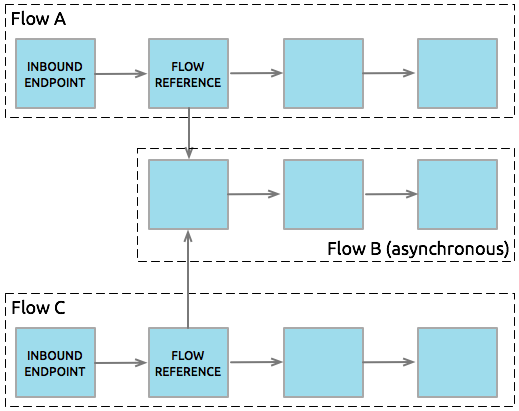 Flow A
INBOUND
ENDPOINT
FLOW
REFERENCE
Flow B (asynchronous)
Flow C
INBOUND
ENDPOINT
FLOW
REFERENCE